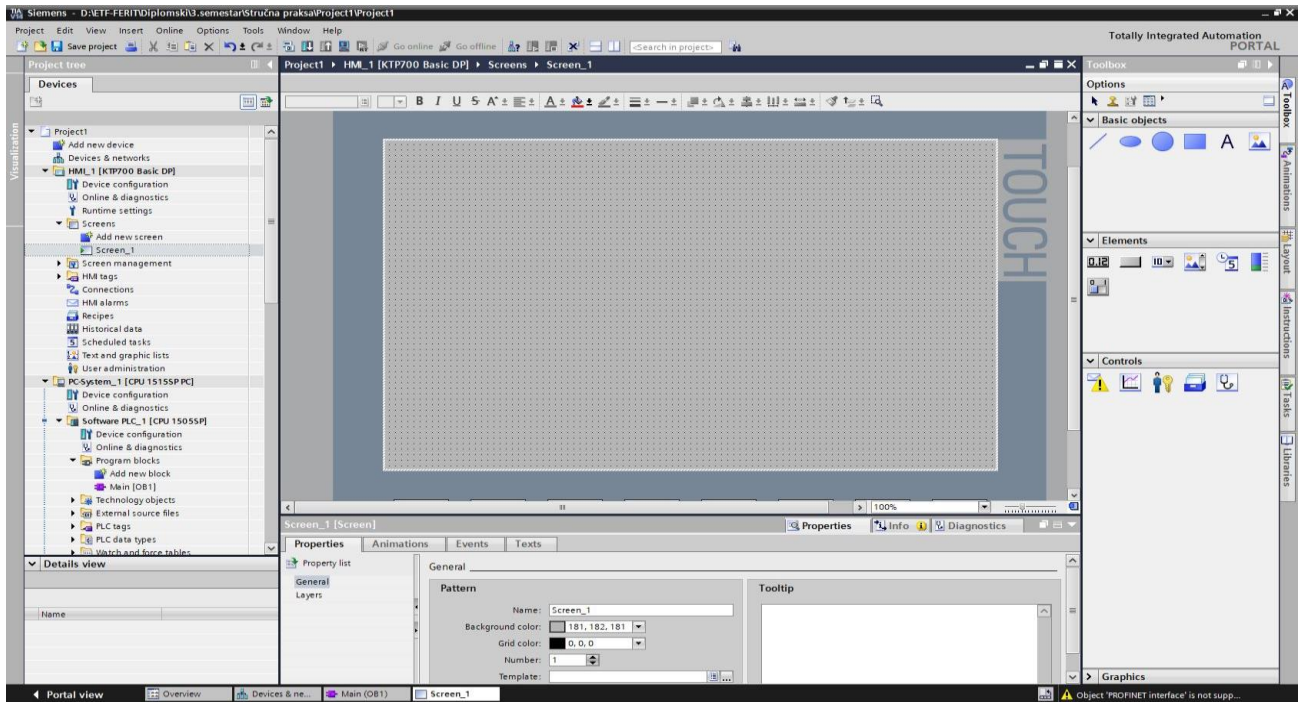 Siemens - D:\ETF-FERIT\Diplomski\3.semestar\Stručna praksa\Project1\Project1
Project Edit View Insert Online Options Tools Window Help
Totally Integrated Automation
PORTAL
Save project
Go online
Go offline
<Search in project>
Project tree
Project1 ▸ HMI_1 [KTP700 Basic DP] ▸ Screens ▸ Screen_1
Toolbox
Devices
Options
B I U S A
Visualization
Project1
Add new device
Devices & networks
HMI_1 [KTP700 Basic DP]
Device configuration
Online & diagnostics
Runtime settings
Screens
Add new screen
Screen_1
Screen management
HMI tags
Connections
HMI alarms
Recipes
Historical data
Scheduled tasks
Text and graphic lists
User administration
PC-System_1 [CPU 1515SP PC]
Device configuration
Online & diagnostics
Software PLC_1 [CPU 1505SP]
Device configuration
Online & diagnostics
Program blocks
Add new block
Main [OB1]
Technology objects
External source files
PLC tags
PLC data types
Watch and force tables
Details view
Name
TOUCH
100%
Basic objects
A
Elements
0.12
10
5
Controls
Graphics
Toolbox
Animations
Layout
Instructions
Tasks
Libraries
Screen_1 [Screen]
Properties
Info
Diagnostics
Properties Animations Events Texts
Property list
General
Layers
General
Pattern
Name: Screen_1
Background color: 181, 182, 181
Grid color: 0, 0, 0
Number: 1
Template:
Tooltip
Portal view
Overview
Devices & ne...
Main (OB1)
Screen_1
Object 'PROFINET interface' is not supp...